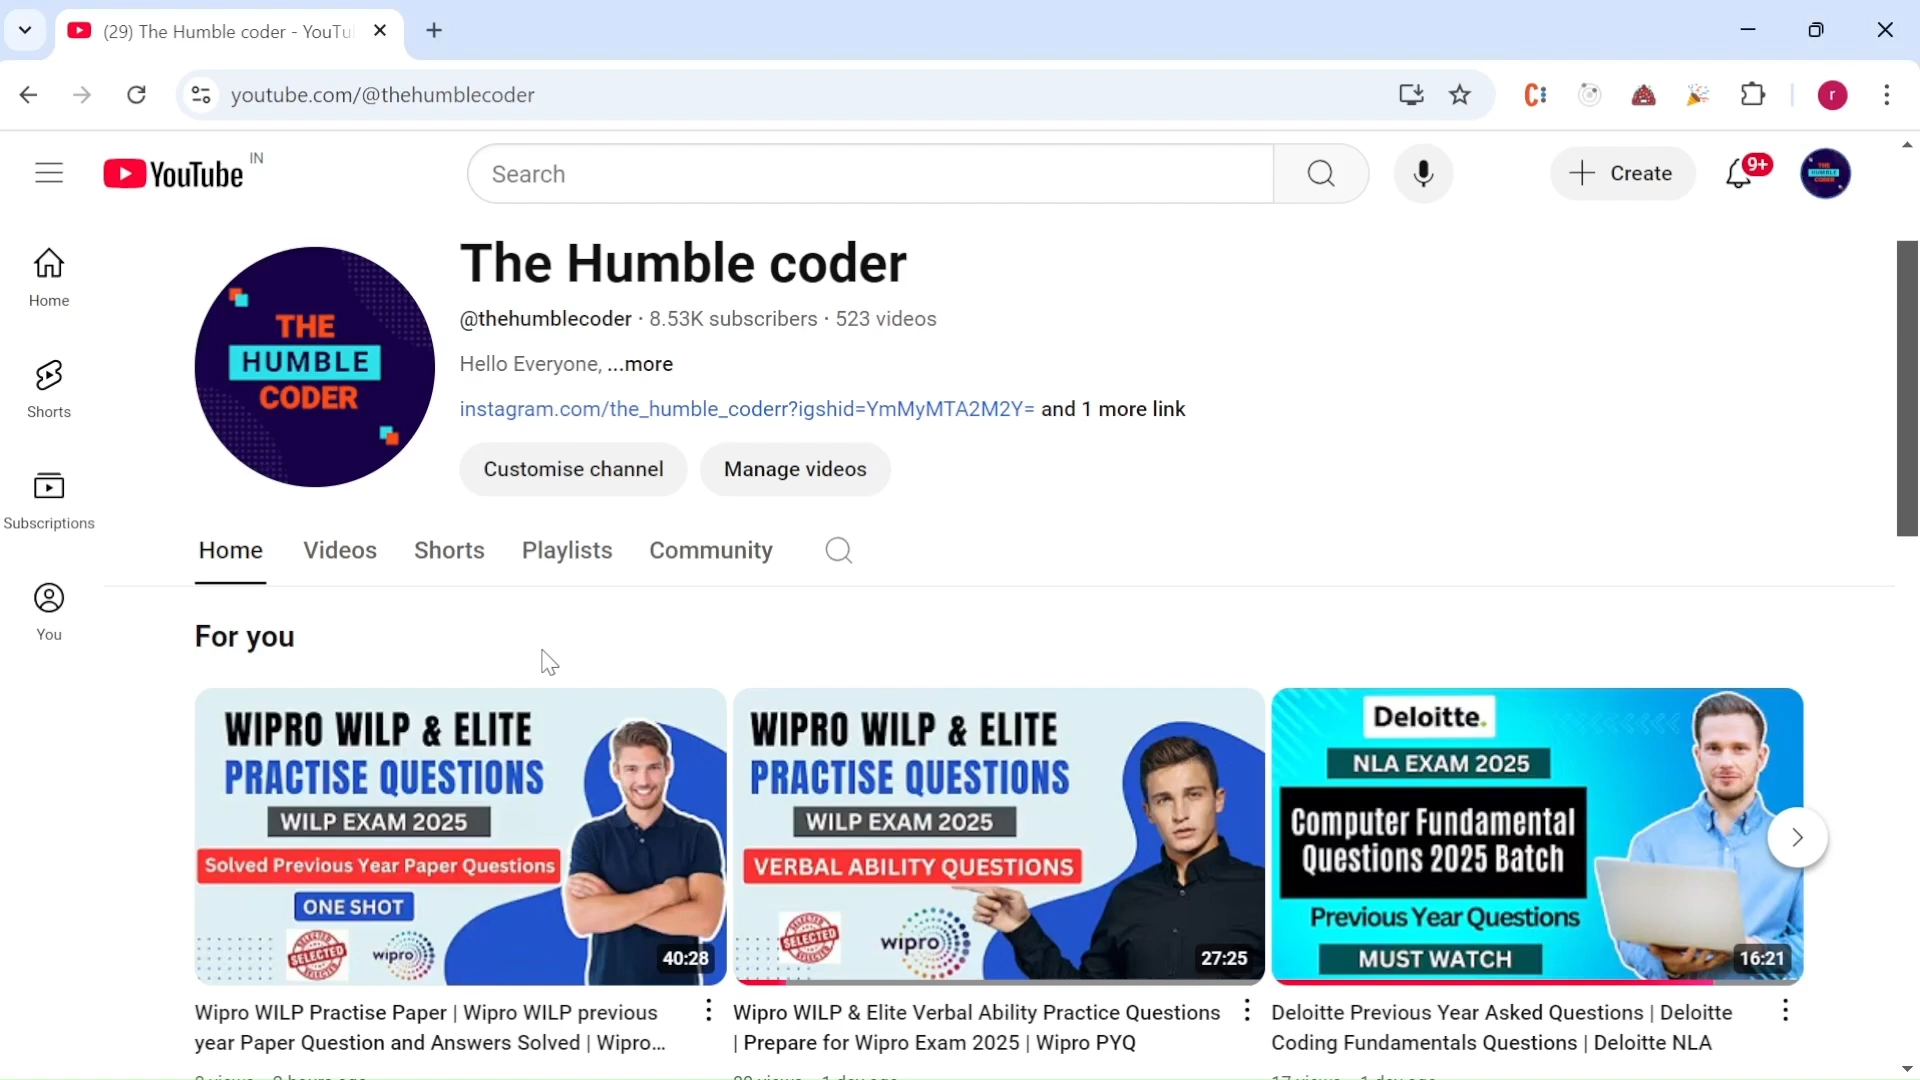 (29) The Humble coder - YouTu
youtube.com/@thehumblecoder
r
YouTube IN
Search
Create
9+
THE HUMBLE CODER
Home
Shorts
Subscriptions
You
THE
HUMBLE
CODER
The Humble coder
@thehumblecoder · 8.53K subscribers · 523 videos
Hello Everyone, ...more
instagram.com/the_humble_coderr?igshid=YmMyMTA2M2Y= and 1 more link
Customise channel
Manage videos
Home Videos Shorts Playlists Community
For you
WIPRO WILP & ELITE
PRACTISE QUESTIONS
WILP EXAM 2025
Solved Previous Year Paper Questions
ONE SHOT
SELECTED
wipro
40:28
Wipro WILP Practise Paper | Wipro WILP previous
year Paper Question and Answers Solved | Wipro...
WIPRO WILP & ELITE
PRACTISE QUESTIONS
WILP EXAM 2025
VERBAL ABILITY QUESTIONS
SELECTED
wipro
27:25
Wipro WILP & Elite Verbal Ability Practice Questions
| Prepare for Wipro Exam 2025 | Wipro PYQ
Deloitte.
NLA EXAM 2025
Computer Fundamental
Questions 2025 Batch
Previous Year Questions
MUST WATCH
16:21
Deloitte Previous Year Asked Questions | Deloitte
Coding Fundamentals Questions | Deloitte NLA